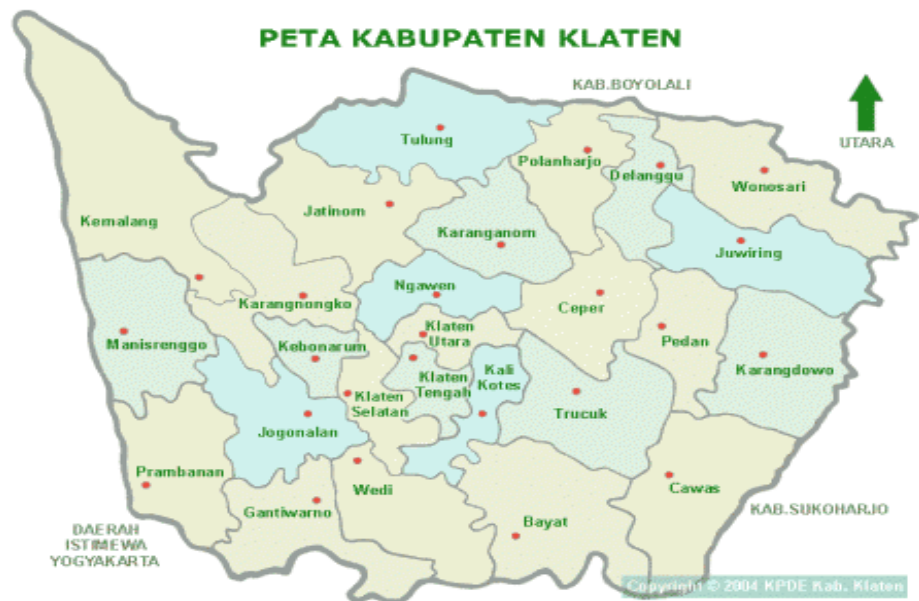 PETA KABUPATEN KLATEN
KAB.BOYOLALI
UTARA
Tulung
Polanharjo
Delanggu
Wonosari
Kemalang
Jatinom
Karanganom
Juwiring
Ngawen
Karangnongko
Ceper
Manisrenggo
Kebonarum
Klaten
Utara
Pedan
Karangdowo
Klaten
Tengah
Kali
Kotes
Klaten
Selatan
Trucuk
Jogonalan
Prambanan
Wedi
Cawas
Gantiwarno
Bayat
KAB.SUKOHARJO
DAERAH
ISTIMEWA
YOGYAKARTA
Copyright © 2004 KPDE Kab. Klaten